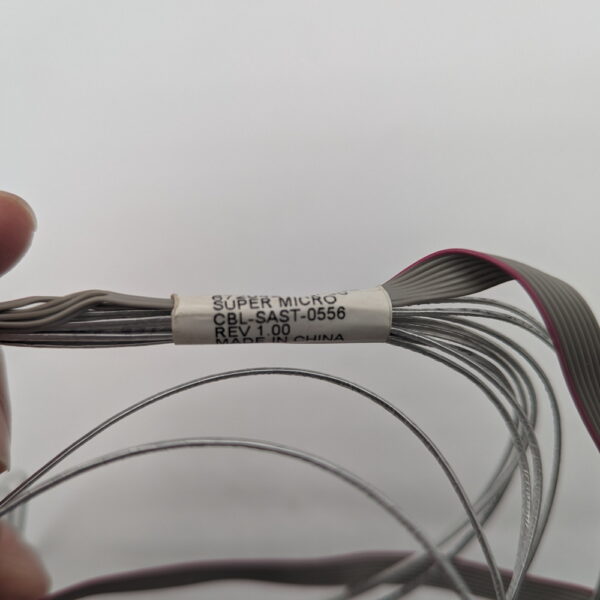 SUPER MICRO
CBL-SAST-0556
REV 1.00
MADE IN CHINA